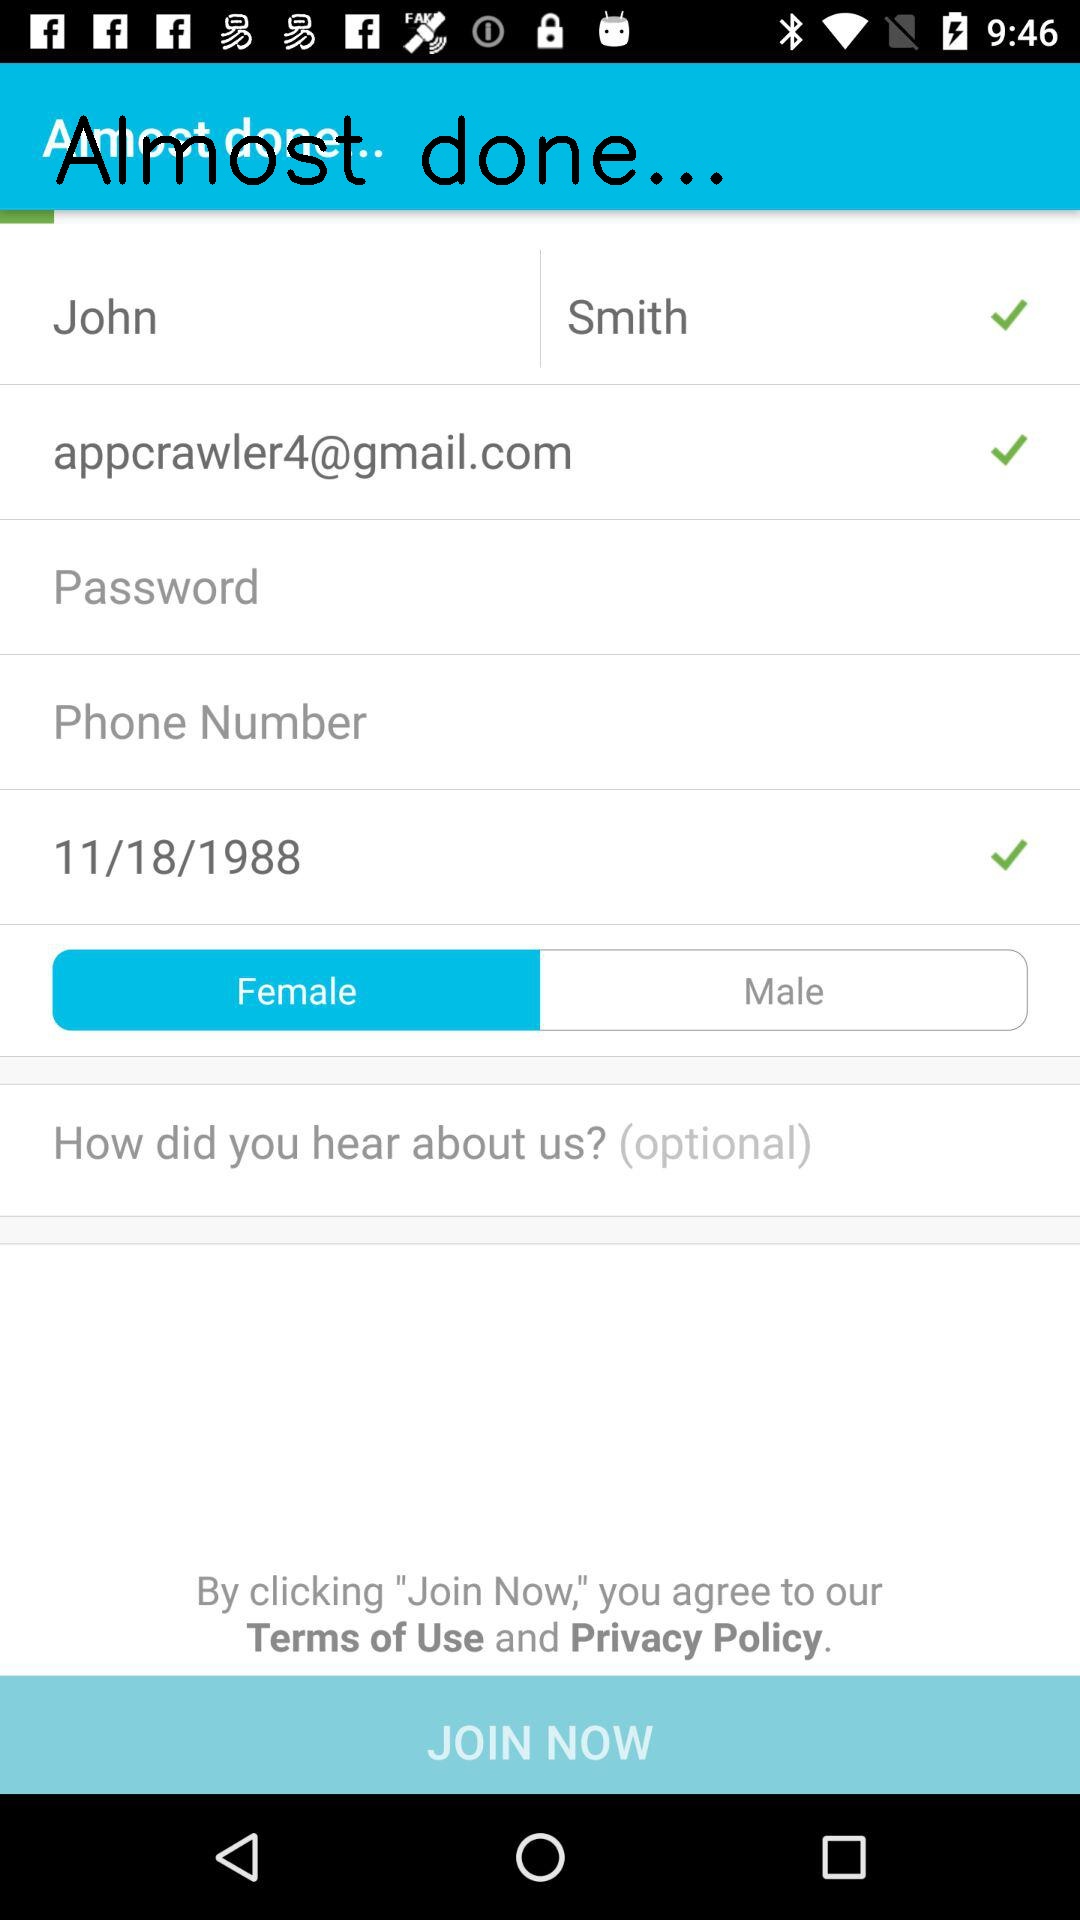 FAKE 9:46
Almost done...
Almost done...
John Smith
appcrawler4@gmail.com
Password
Phone Number
11/18/1988
Female Male
How did you hear about us? (optional)
By clicking "Join Now," you agree to our
Terms of Use and Privacy Policy.
JOIN NOW